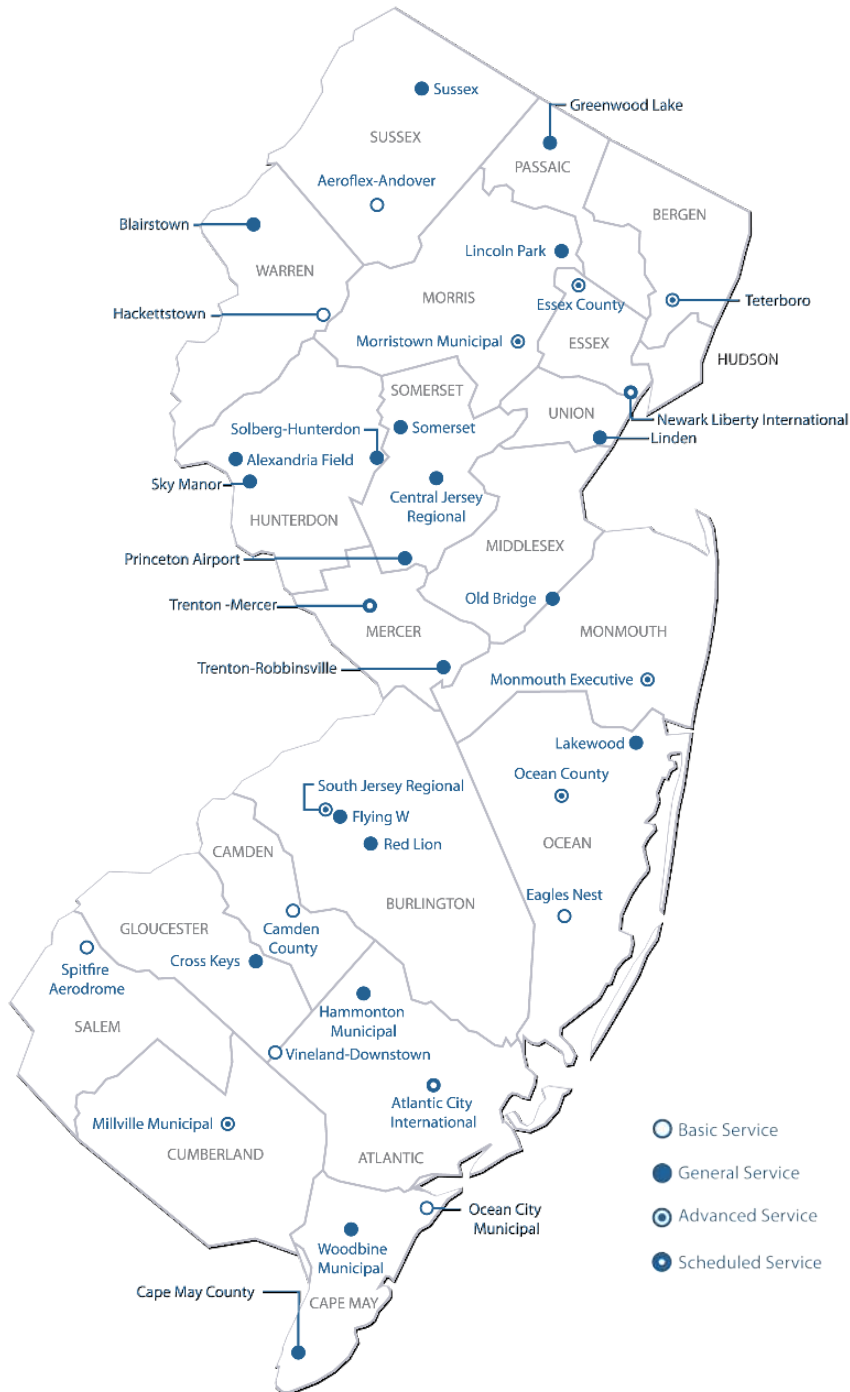 Sussex
Greenwood Lake
SUSSEX
PASSAIC
Aeroflex-Andover
BERGEN
Blairstown
Lincoln Park
WARREN
MORRIS
Essex County
Teterboro
Hackettstown
Morristown Municipal
ESSEX
HUDSON
SOMERSET
UNION
Newark Liberty International
Solberg-Hunterdon
Somerset
Linden
Alexandria Field
Sky Manor
Central Jersey
Regional
HUNTERDON
MIDDLESEX
Princeton Airport
Old Bridge
Trenton -Mercer
MERCER
MONMOUTH
Trenton-Robbinsville
Monmouth Executive
Lakewood
Ocean County
South Jersey Regional
Flying W
Red Lion
OCEAN
CAMDEN
Eagles Nest
BURLINGTON
GLOUCESTER
Camden
County
Cross Keys
Spitfire
Aerodrome
Hammonton
Municipal
SALEM
Vineland-Downstown
Atlantic City
International
Millville Municipal
CUMBERLAND
ATLANTIC
Basic Service
General Service
Advanced Service
Scheduled Service
Ocean City
Municipal
Woodbine
Municipal
Cape May County
CAPE MAY